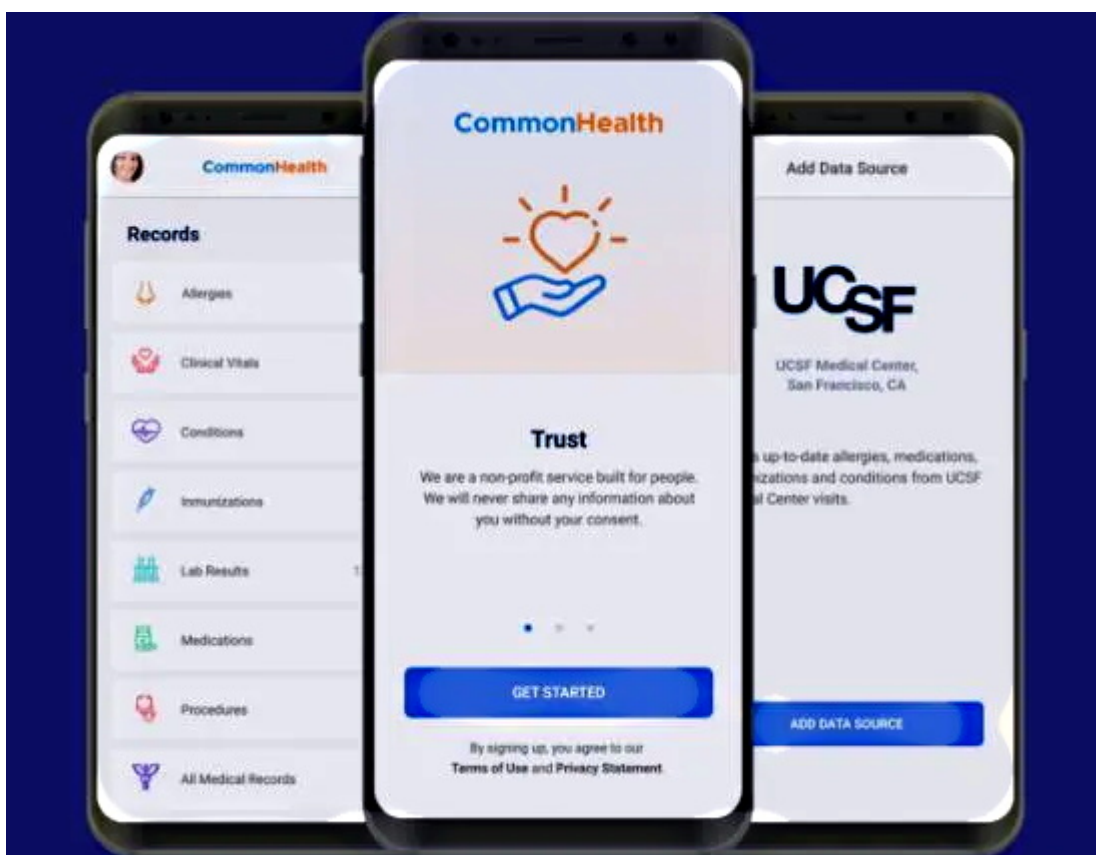 CommonHealth
Records
Allergies
Clinical Vitals
Conditions
Immunizations
Lab Results
Medications
Procedures
All Medical Records
CommonHealth
Trust
We are a non-profit service built for people.
We will never share any information about
you without your consent.
GET STARTED
By signing up, you agree to our
Terms of Use and Privacy Statement.
Add Data Source
UCSF
UCSF Medical Center,
San Francisco, CA
up-to-date allergies, medications,
and conditions from UCSF
Center visits.
ADD DATA SOURCE